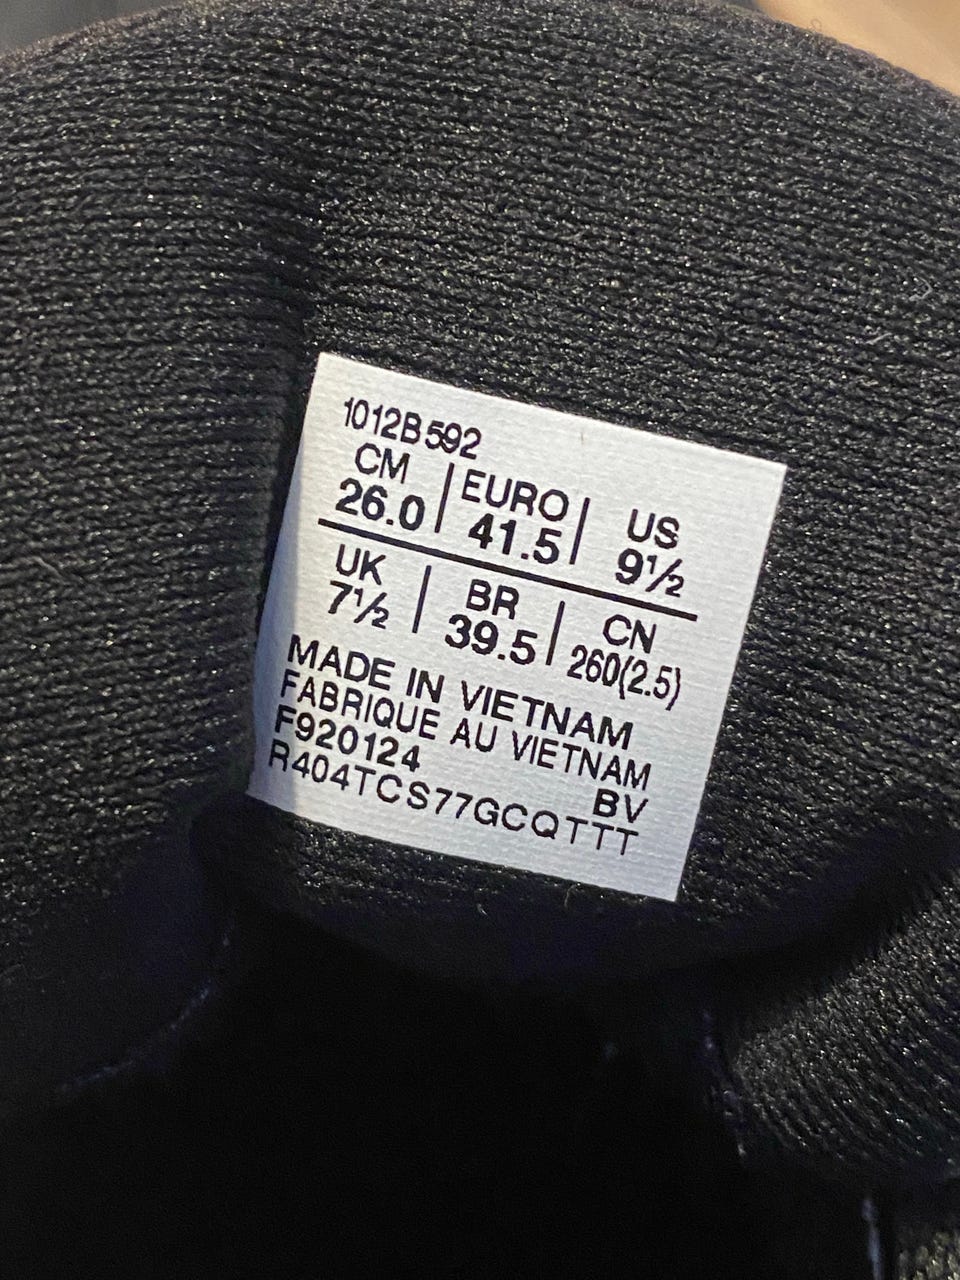 1012B592
CM | EURO | US
26.0 | 41.5 | 9½
UK | BR | CN
7½ | 39.5 | 260(2.5)
MADE IN VIETNAM
FABRIQUE AU VIETNAM
F920124 BV
R404TCS77GCQTTT